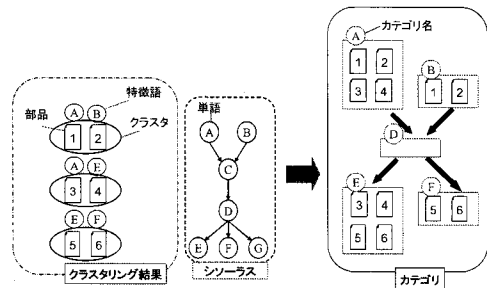 部品
特徴語
クラスタ
A B
1 2
A E
3 4
E F
5 6
クラスタリング結果
単語
A B
C
D
E F G
シソーラス
A
カテゴリ名
1 2
3 4
B
1 2
D
E
3 4
5 6
F
5 6
カテゴリ